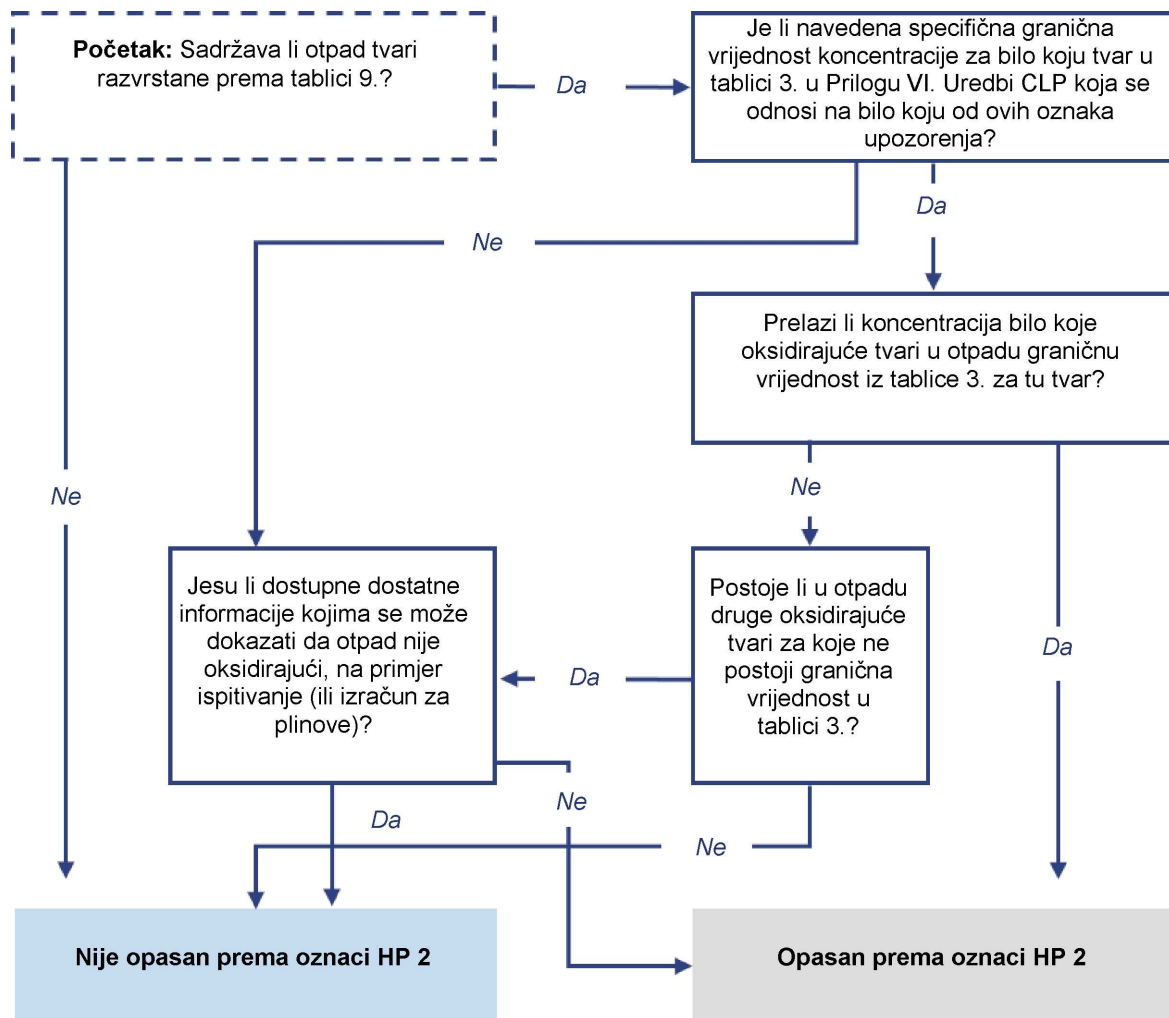 Početak: Sadržava li otpad tvari
razvrstane prema tablici 9.?
Da
Je li navedena specifična granična
vrijednost koncentracije za bilo koju tvar u
tablici 3. u Prilogu VI. Uredbi CLP koja se
odnosi na bilo koju od ovih oznaka
upozorenja?
Da
Ne
Prelazi li koncentracija bilo koje
oksidirajuće tvari u otpadu graničnu
vrijednost iz tablice 3. za tu tvar?
Ne
Ne
Jesu li dostupne dostatne
informacije kojima se može
dokazati da otpad nije
oksidirajući, na primjer
ispitivanje (ili izračun za
plinove)?
Da
Postoje li u otpadu
druge oksidirajuće
tvari za koje ne
postoji granična
vrijednost u
tablici 3.?
Da
Ne
Da
Ne
Nije opasan prema oznaci HP 2
Opasan prema oznaci HP 2